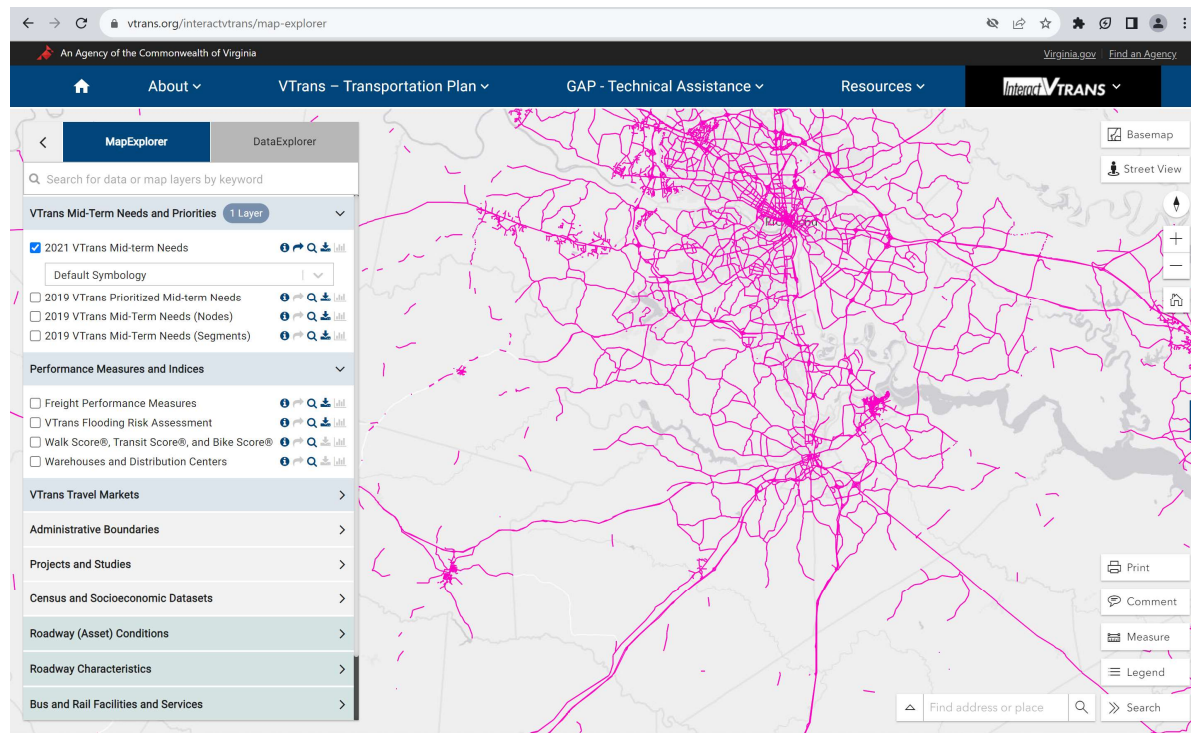 vtrans.org/interactvtrans/map-explorer
An Agency of the Commonwealth of Virginia
Virginia.gov | Find an Agency
About
VTrans – Transportation Plan
GAP - Technical Assistance
Resources
InteractVTRANS
MapExplorer
DataExplorer
Search for data or map layers by keyword
VTrans Mid-Term Needs and Priorities 1 Layer
2021 VTrans Mid-term Needs
Default Symbology
2019 VTrans Prioritized Mid-term Needs
2019 VTrans Mid-Term Needs (Nodes)
2019 VTrans Mid-Term Needs (Segments)
Performance Measures and Indices
Freight Performance Measures
VTrans Flooding Risk Assessment
Walk Score®, Transit Score®, and Bike Score®
Warehouses and Distribution Centers
VTrans Travel Markets
Administrative Boundaries
Projects and Studies
Census and Socioeconomic Datasets
Roadway (Asset) Conditions
Roadway Characteristics
Bus and Rail Facilities and Services
Basemap
Street View
Print
Comment
Measure
Legend
Find address or place
Search